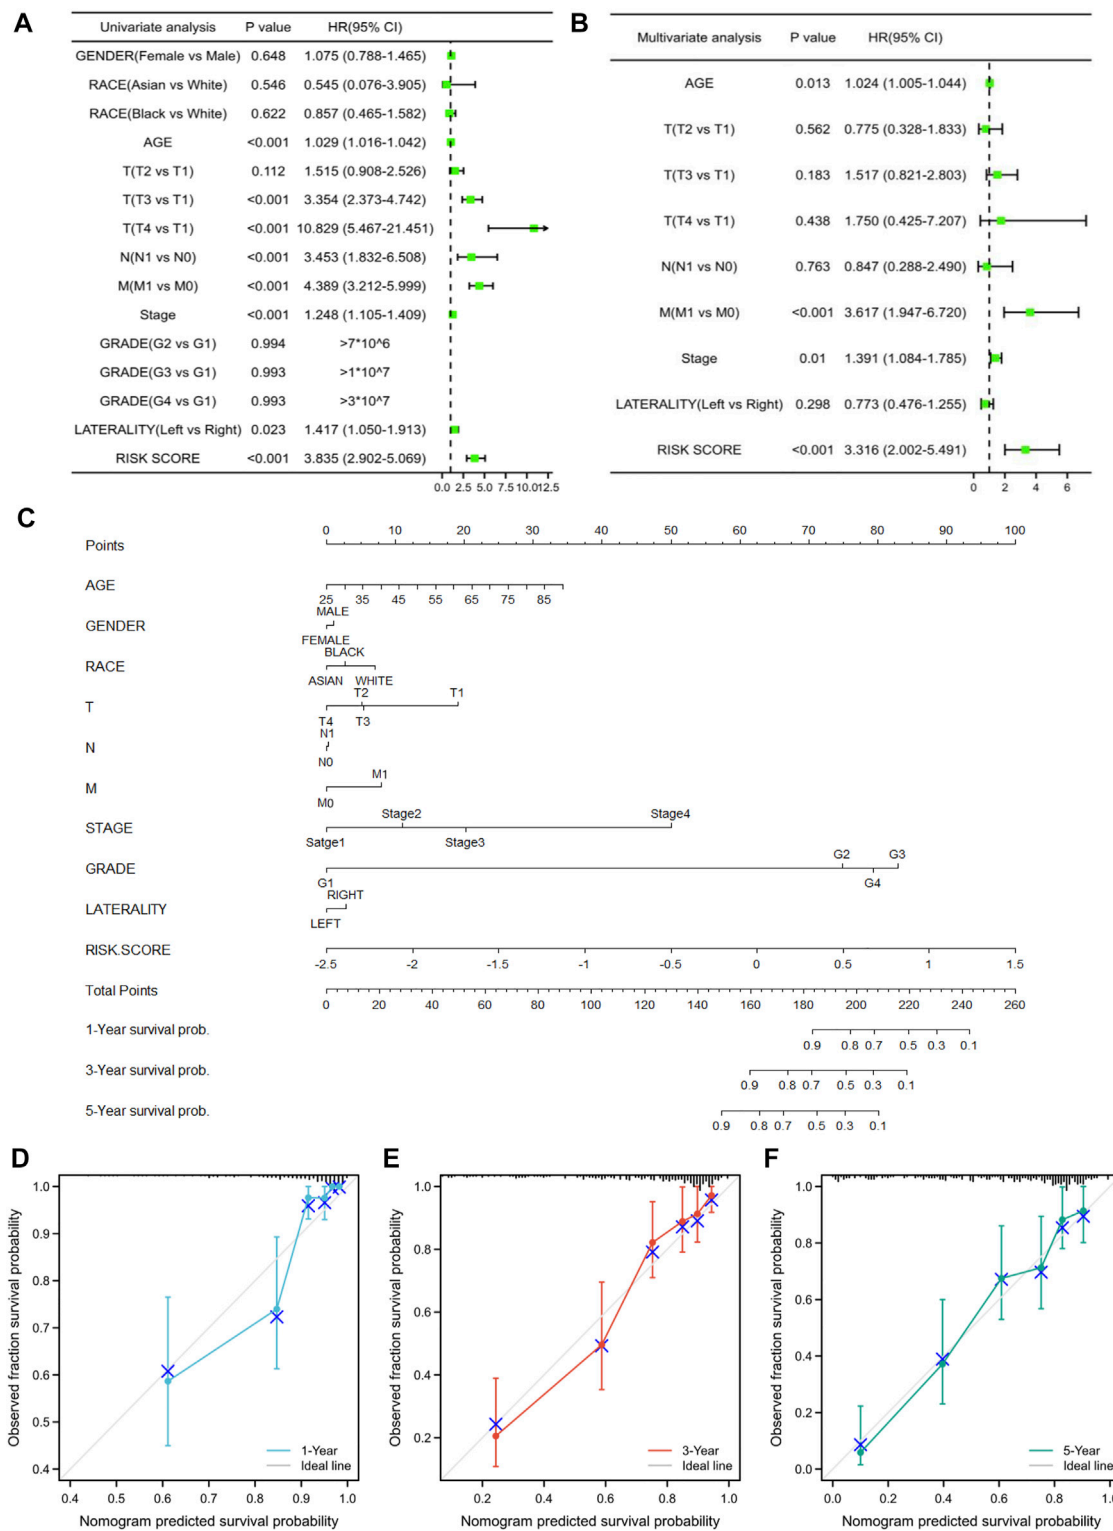 A
Univariate analysis P value HR(95% CI)
GENDER(Female vs Male) 0.648 1.075 (0.788-1.465)
RACE(Asian vs White) 0.546 0.545 (0.076-3.905)
RACE(Black vs White) 0.622 0.857 (0.465-1.582)
AGE <0.001 1.029 (1.016-1.042)
T(T2 vs T1) 0.112 1.515 (0.908-2.526)
T(T3 vs T1) <0.001 3.354 (2.373-4.742)
T(T4 vs T1) <0.001 10.829 (5.467-21.451)
N(N1 vs N0) <0.001 3.453 (1.832-6.508)
M(M1 vs M0) <0.001 4.389 (3.212-5.999)
Stage <0.001 1.248 (1.105-1.409)
GRADE(G2 vs G1) 0.994 >7*10^6
GRADE(G3 vs G1) 0.993 >1*10^7
GRADE(G4 vs G1) 0.993 >3*10^7
LATERALITY(Left vs Right) 0.023 1.417 (1.050-1.913)
RISK SCORE <0.001 3.835 (2.902-5.069)
0.0 2.5 5.0 7.5 10.0 12.5
B
Multivariate analysis P value HR(95% CI)
AGE 0.013 1.024 (1.005-1.044)
T(T2 vs T1) 0.562 0.775 (0.328-1.833)
T(T3 vs T1) 0.183 1.517 (0.821-2.803)
T(T4 vs T1) 0.438 1.750 (0.425-7.207)
N(N1 vs N0) 0.763 0.847 (0.288-2.490)
M(M1 vs M0) <0.001 3.617 (1.947-6.720)
Stage 0.01 1.391 (1.084-1.785)
LATERALITY(Left vs Right) 0.298 0.773 (0.476-1.255)
RISK SCORE <0.001 3.316 (2.002-5.491)
0 2 4 6
C
0 10 20 30 40 50 60 70 80 90 100
Points
AGE
25 35 45 55 65 75 85
MALE
GENDER
FEMALE
BLACK
RACE
ASIAN WHITE
T2 T1
T
T4 T3
N1
N
N0
M1
M
M0
Stage2 Stage4
STAGE
Satge1 Stage3
G2 G3
GRADE
G1 G4
RIGHT
LATERALITY
LEFT
RISK.SCORE
-2.5 -2 -1.5 -1 -0.5 0 0.5 1 1.5
Total Points
0 20 40 60 80 100 120 140 160 180 200 220 240 260
1-Year survival prob.
0.9 0.8 0.7 0.5 0.3 0.1
3-Year survival prob.
0.9 0.8 0.7 0.5 0.3 0.1
5-Year survival prob.
0.9 0.8 0.7 0.5 0.3 0.1
D
Observed fraction survival probability
1.0
0.9
0.8
0.7
0.6
0.5
0.4
1-Year
Ideal line
0.4 0.5 0.6 0.7 0.8 0.9 1.0
Nomogram predicted survival probability
E
Observed fraction survival probability
1.0
0.8
0.6
0.4
0.2
3-Year
Ideal line
0.2 0.4 0.6 0.8 1.0
Nomogram predicted survival probability
F
Observed fraction survival probability
1.0
0.8
0.6
0.4
0.2
0.0
5-Year
Ideal line
0.0 0.2 0.4 0.6 0.8 1.0
Nomogram predicted survival probability